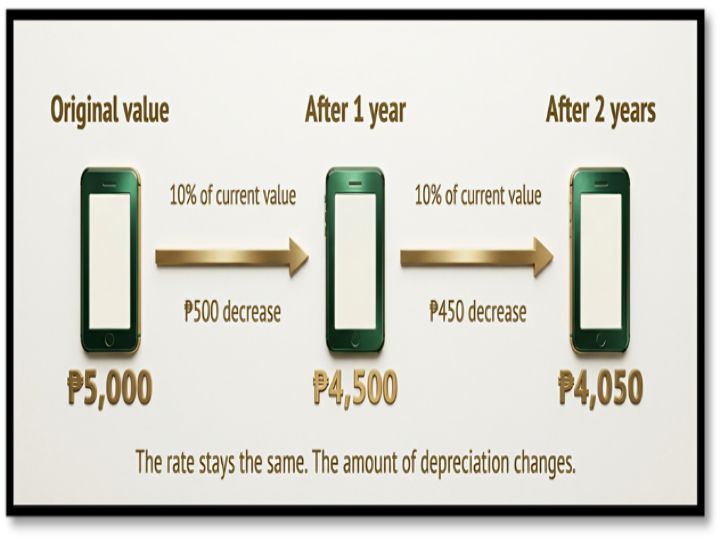 Original value
After 1 year
After 2 years
10% of current value
10% of current value
₱500 decrease
₱450 decrease
₱5,000
₱4,500
₱4,050
The rate stays the same. The amount of depreciation changes.